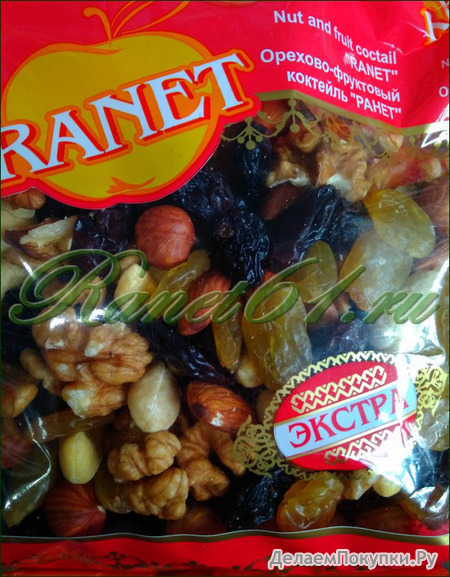 RANET
Nut and fruit coctail
"RANET"
Орехово-фруктовый
коктейль "РАНЕТ"
Ranet61.ru
ЭКСТРА
ДелаемПокупки.Ру